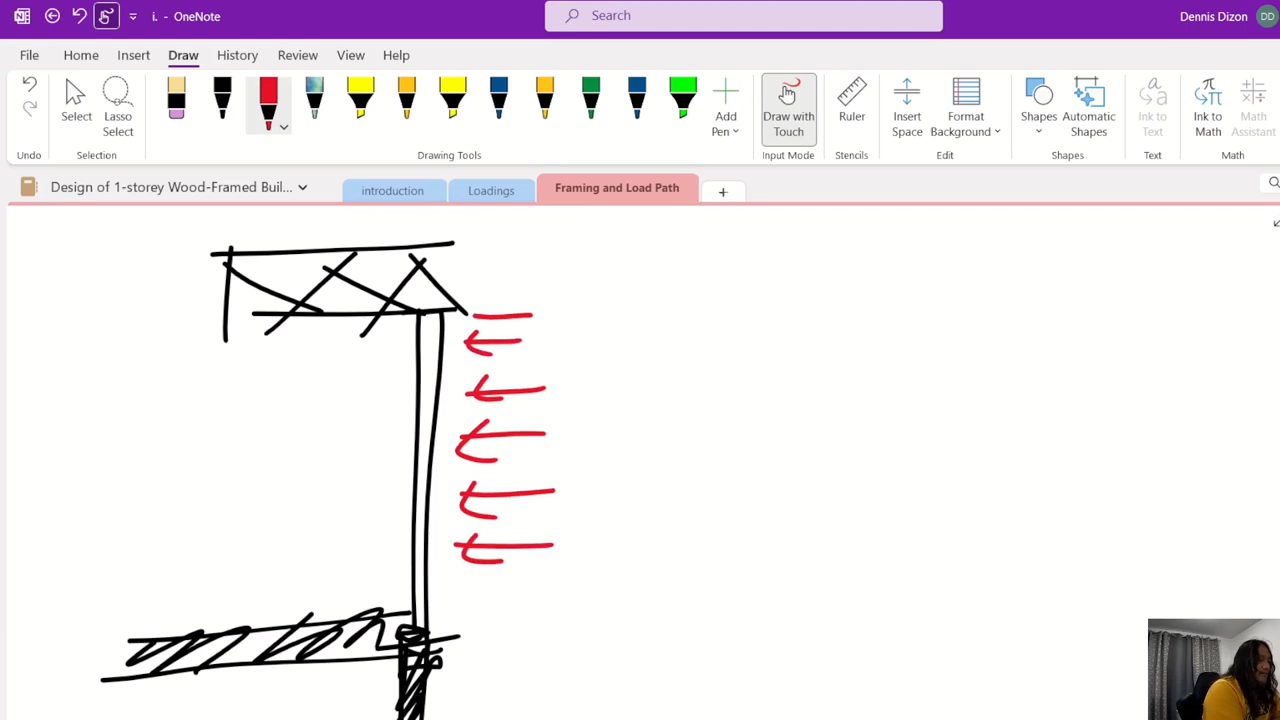 i. - OneNote
Search
Dennis Dizon
DD
File Home Insert Draw History Review View Help
Select
Lasso
Select
Add
Pen
Draw with
Touch
Ruler
Insert
Space
Format
Background
Shapes
Automatic
Shapes
Ink to
Text
Ink to
Math
Math
Assistant
Undo
Selection
Drawing Tools
Input Mode
Stencils
Edit
Shapes
Text
Math
Design of 1-storey Wood-Framed Buil...
introduction
Loadings
Framing and Load Path